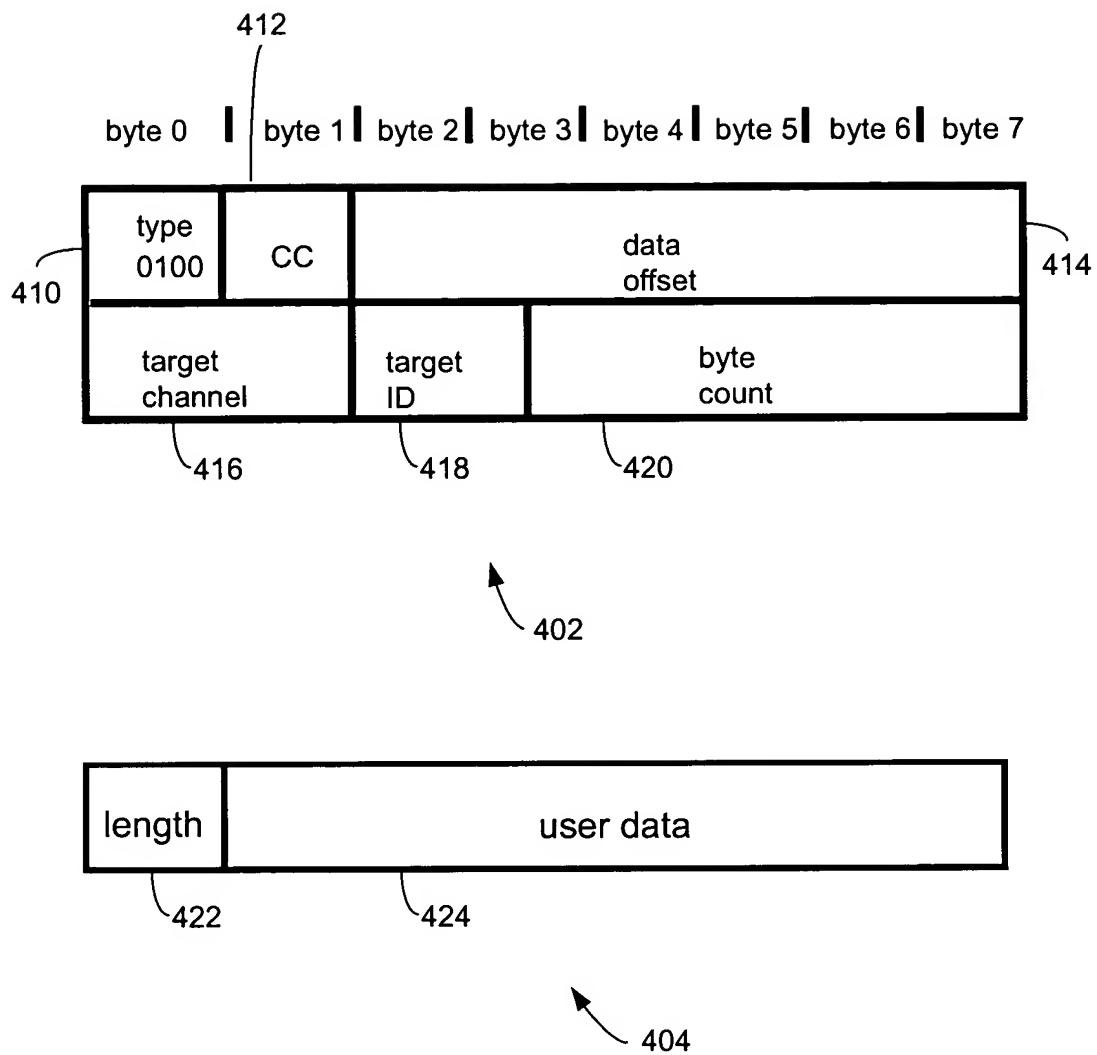 412
byte 0 byte 1 byte 2 byte 3 byte 4 byte 5 byte 6 byte 7
type
0100
CC
data
offset
410
414
target
channel
target
ID
byte
count
416
418
420
402
length
user data
422
424
404